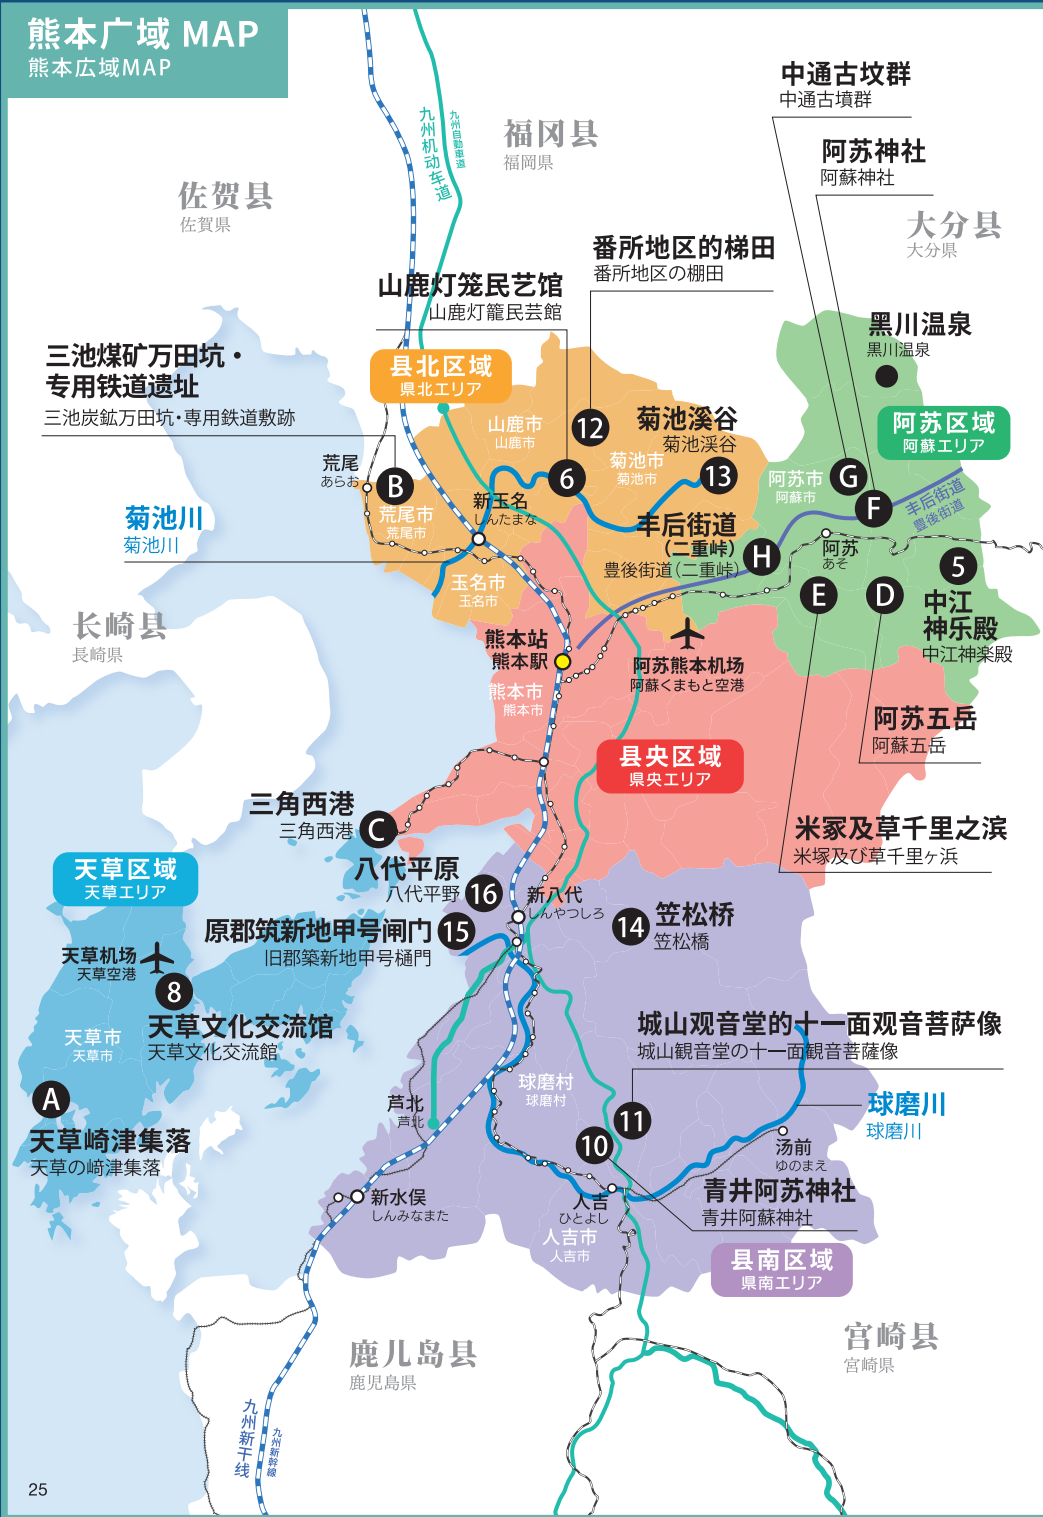 熊本广域 MAP
熊本広域MAP
中通古坟群
中通古墳群
九州机动车道
九州自動車道
福冈县
福岡県
阿苏神社
阿蘇神社
佐贺县
佐賀県
大分县
大分県
番所地区的梯田
番所地区の棚田
山鹿灯笼民艺馆
山鹿灯籠民芸館
黑川温泉
黒川温泉
三池煤矿万田坑・
专用铁道遗址
三池炭鉱万田坑・専用鉄道敷跡
县北区域
県北エリア
阿苏区域
阿蘇エリア
山鹿市
山鹿市
12
菊池溪谷
菊池渓谷
菊池市
菊池市
13
6
荒尾
あらお
B
荒尾市
荒尾市
新玉名
しんたまな
阿苏市
阿蘇市
G
F
丰后街道
豊後街道
菊池川
菊池川
丰后街道
（二重峠）
豊後街道（二重峠）
H
阿苏
あそ
5
E
D
玉名市
玉名市
中江
神乐殿
中江神楽殿
长崎县
長崎県
熊本站
熊本駅
阿苏熊本机场
阿蘇くまもと空港
熊本市
熊本市
阿苏五岳
阿蘇五岳
县央区域
県央エリア
三角西港
三角西港
C
米塚及草千里之滨
米塚及び草千里ヶ浜
天草区域
天草エリア
八代平原
八代平野
16
新八代
しんやつしろ
原郡筑新地甲号闸门
旧郡築新地甲号樋門
15
14
笠松桥
笠松橋
天草机场
天草空港
8
天草文化交流馆
天草文化交流館
天草市
天草市
城山观音堂的十一面观音菩萨像
城山観音堂の十一面観音菩薩像
球磨村
球磨村
A
芦北
芦北
球磨川
球磨川
11
10
天草崎津集落
天草の﨑津集落
汤前
ゆのまえ
新水俣
しんみなまた
人吉
ひとよし
青井阿苏神社
青井阿蘇神社
人吉市
人吉市
县南区域
県南エリア
鹿儿岛县
鹿児島県
宫崎县
宮崎県
九州新干线
九州新幹線
25